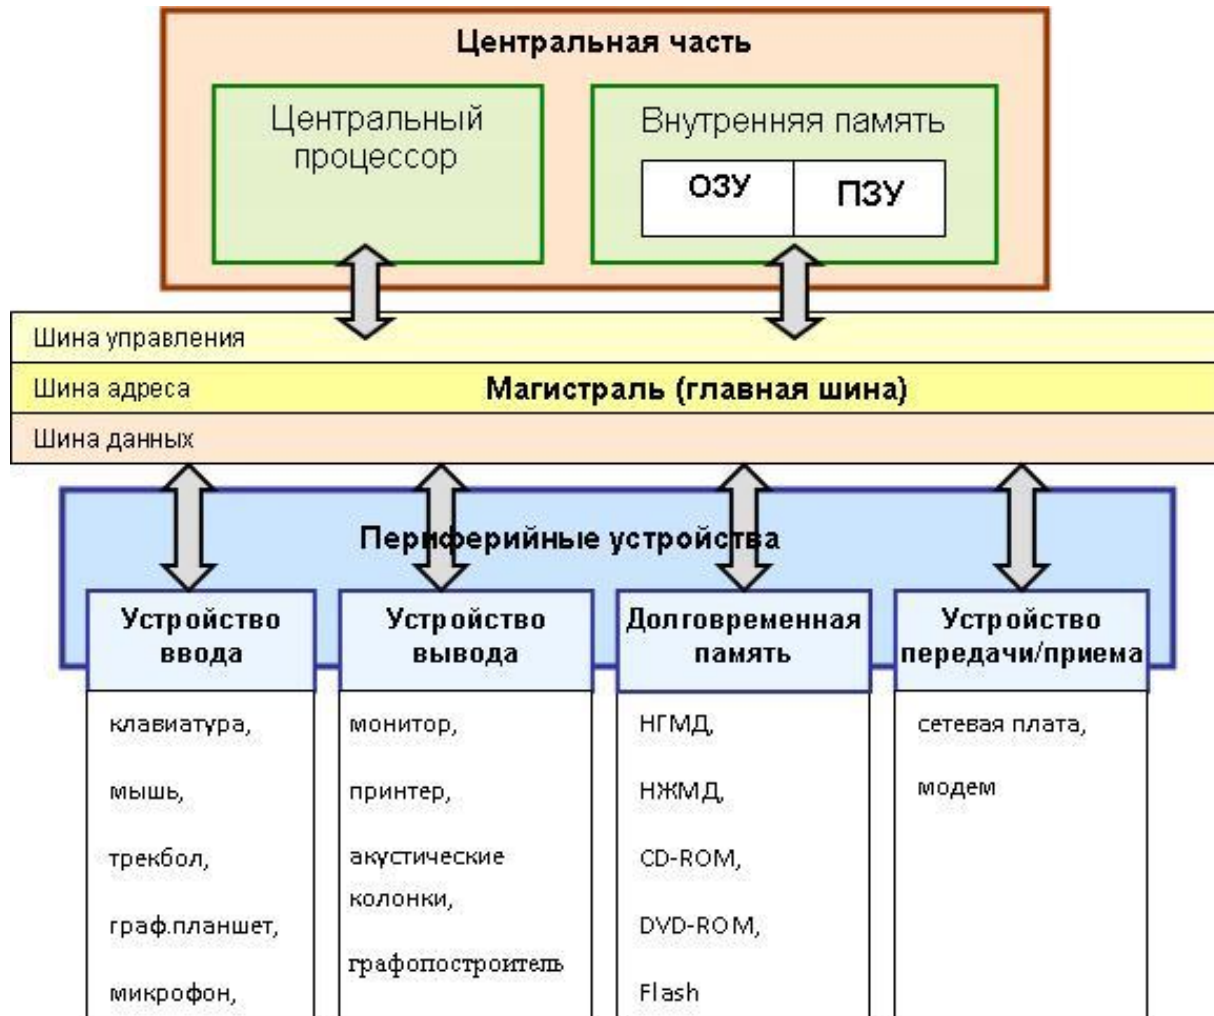 Центральная часть
Центральный
процессор
Внутренняя память
ОЗУ
ПЗУ
Шина управления
Шина адреса
Магистраль (главная шина)
Шина данных
Периферийные устройства
Устройство
ввода
Устройство
вывода
Долговременная
память
Устройство
передачи/приема
клавиатура,
мышь,
трекбол,
граф.планшет,
микрофон,
монитор,
принтер,
акустические
колонки,
графопостроитель
НГМД,
НЖМД,
CD-ROM,
DVD-ROM,
Flash
сетевая плата,
модем